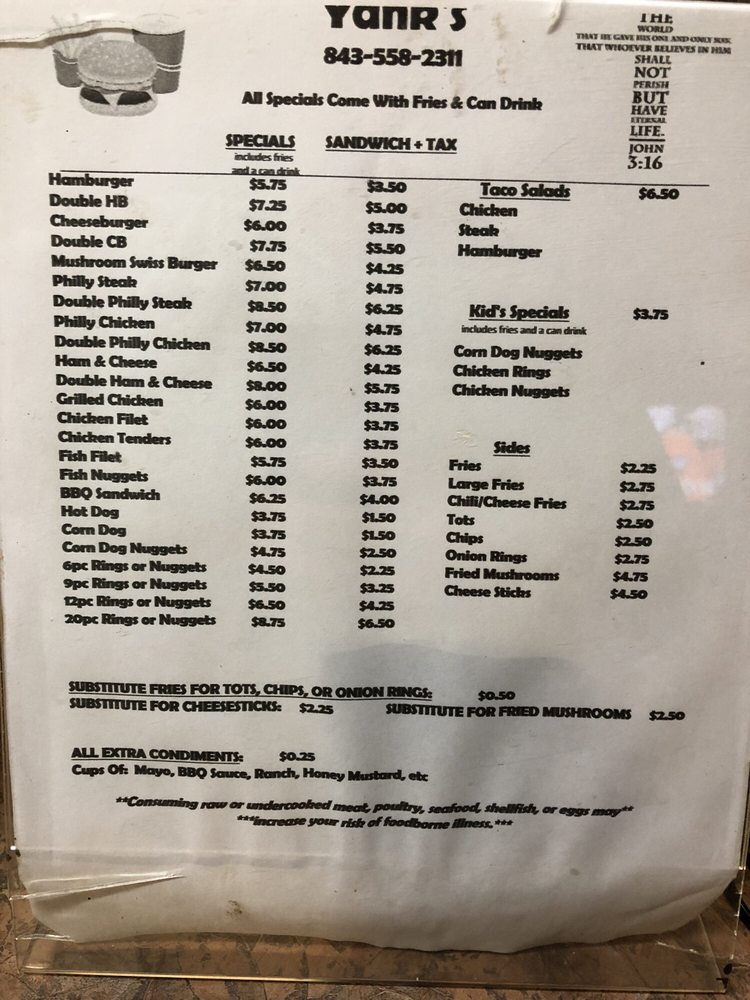 Yank's
843-558-2311
All Specials Come With Fries & Can Drink
THE
WORLD
THAT HE GAVE HIS ONE AND ONLY SON
THAT WHOEVER BELIEVES IN HIM
SHALL
NOT
PERISH
BUT
HAVE
ETERNAL
LIFE.
JOHN
3:16
SPECIALS SANDWICH + TAX
includes fries
and a can drink
Hamburger $5.75 $3.50
Double HB $7.25 $5.00
Cheeseburger $6.00 $3.75
Double CB $7.75 $5.50
Mushroom Swiss Burger $6.50 $4.25
Philly Steak $7.00 $4.75
Double Philly Steak $8.50 $6.25
Philly Chicken $7.00 $4.75
Double Philly Chicken $8.50 $6.25
Ham & Cheese $6.50 $4.25
Double Ham & Cheese $8.00 $5.75
Grilled Chicken $6.00 $3.75
Chicken Filet $6.00 $3.75
Chicken Tenders $6.00 $3.75
Fish Filet $5.75 $3.50
Fish Nuggets $6.00 $3.75
BBQ Sandwich $6.25 $4.00
Hot Dog $3.75 $1.50
Corn Dog $3.75 $1.50
Corn Dog Nuggets $4.75 $2.50
6pc Rings or Nuggets $4.50 $2.25
9pc Rings or Nuggets $5.50 $3.25
12pc Rings or Nuggets $6.50 $4.25
20pc Rings or Nuggets $8.75 $6.50
Taco Salads $6.50
Chicken
Steak
Hamburger
Kid's Specials $3.75
includes fries and a can drink
Corn Dog Nuggets
Chicken Rings
Chicken Nuggets
Sides
Fries $2.25
Large Fries $2.75
Chili/Cheese Fries $2.75
Tots $2.50
Chips $2.50
Onion Rings $2.75
Fried Mushrooms $4.75
Cheese Sticks $4.50
SUBSTITUTE FRIES FOR TOTS, CHIPS, OR ONION RINGS: $0.50
SUBSTITUTE FOR CHEESESTICKS: $2.25 SUBSTITUTE FOR FRIED MUSHROOMS $2.50
ALL EXTRA CONDIMENTS: $0.25
Cups Of: Mayo, BBQ Sauce, Ranch, Honey Mustard, etc
**Consuming raw or undercooked meat, poultry, seafood, shellfish, or eggs may**
***increase your risk of foodborne illness.***